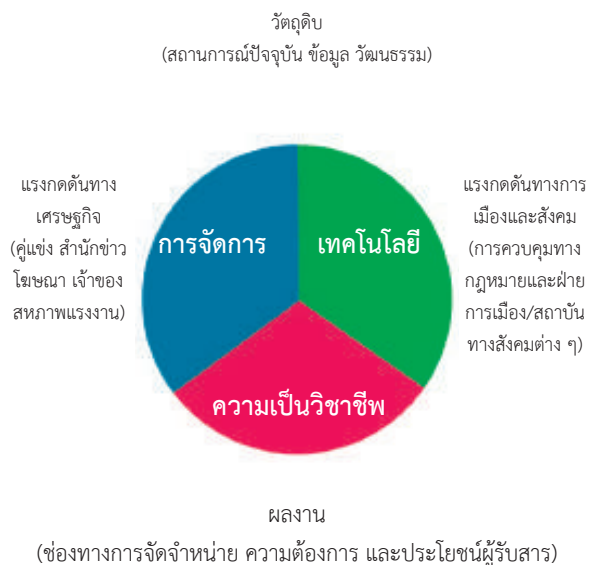 วัตถุดิบ
(สถานการณ์ปัจจุบัน ข้อมูล วัฒนธรรม)
แรงกดดันทาง
เศรษฐกิจ
(คู่แข่ง สำนักข่าว
โฆษณา เจ้าของ
สหภาพแรงงาน)
การจัดการ
เทคโนโลยี
ความเป็นวิชาชีพ
แรงกดดันทางการ
เมืองและสังคม
(การควบคุมทาง
กฎหมายและฝ่าย
การเมือง/สถาบัน
ทางสังคมต่าง ๆ)
ผลงาน
(ช่องทางการจัดจำหน่าย ความต้องการ และประโยชน์ผู้รับสาร)